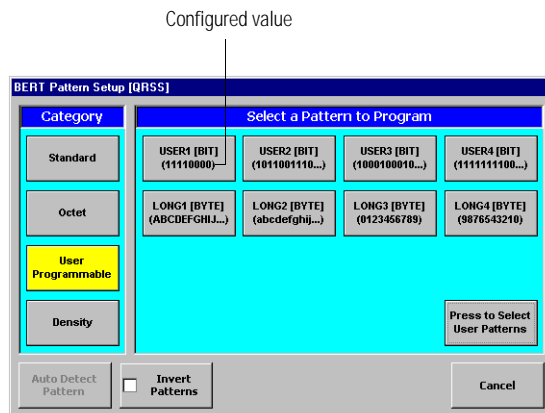 Configured value
BERT Pattern Setup [QRSS]
Category
Select a Pattern to Program
Standard
USER1 [BIT]
(11110000)
USER2 [BIT]
(1011001110...)
USER3 [BIT]
(1000100010...)
USER4 [BIT]
(1111111100...)
Octet
LONG1 [BYTE]
(ABCDEFGHIJ...)
LONG2 [BYTE]
(abcdefghij...)
LONG3 [BYTE]
(0123456789)
LONG4 [BYTE]
(9876543210)
User
Programmable
Density
Press to Select
User Patterns
Auto Detect
Pattern
Invert
Patterns
Cancel